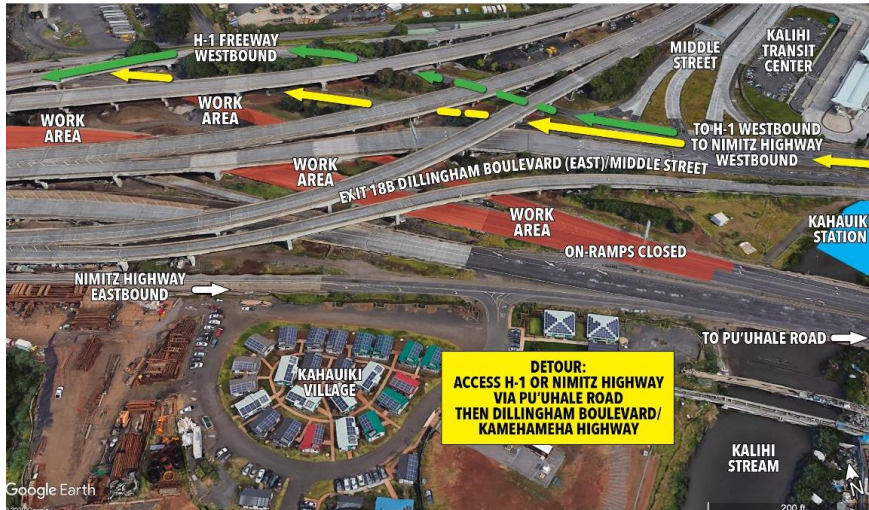 H-1 FREEWAY
WESTBOUND
MIDDLE
STREET
KALIHI
TRANSIT
CENTER
WORK
AREA
WORK
AREA
TO H-1 WESTBOUND
TO NIMITZ HIGHWAY
WESTBOUND
WORK
AREA
EXIT 18B DILLINGHAM BOULEVARD (EAST)/MIDDLE STREET
WORK
AREA
KAHAUIKI
STATION
ON-RAMPS CLOSED
NIMITZ HIGHWAY
EASTBOUND
TO PU'UHALE ROAD
KAHAUIKI
VILLAGE
DETOUR:
ACCESS H-1 OR NIMITZ HIGHWAY
VIA PU'UHALE ROAD
THEN DILLINGHAM BOULEVARD/
KAMEHAMEHA HIGHWAY
KALIHI
STREAM
Google Earth
200 ft
N